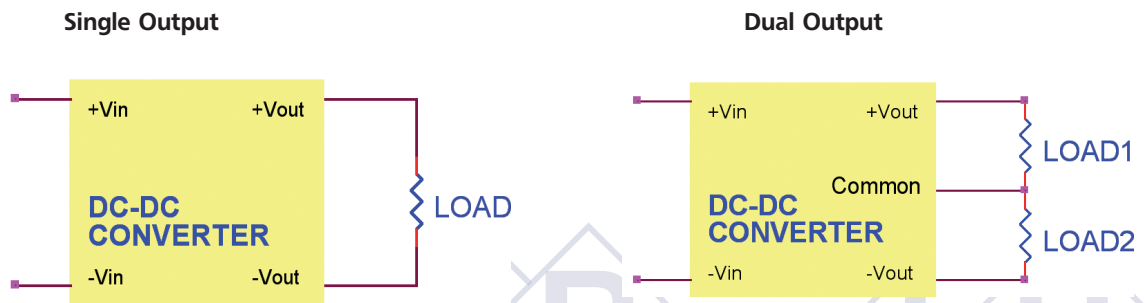 Single Output
+Vin
+Vout
DC-DC
CONVERTER
LOAD
-Vin
-Vout
Dual Output
+Vin
+Vout
LOAD1
Common
DC-DC
CONVERTER
LOAD2
-Vin
-Vout